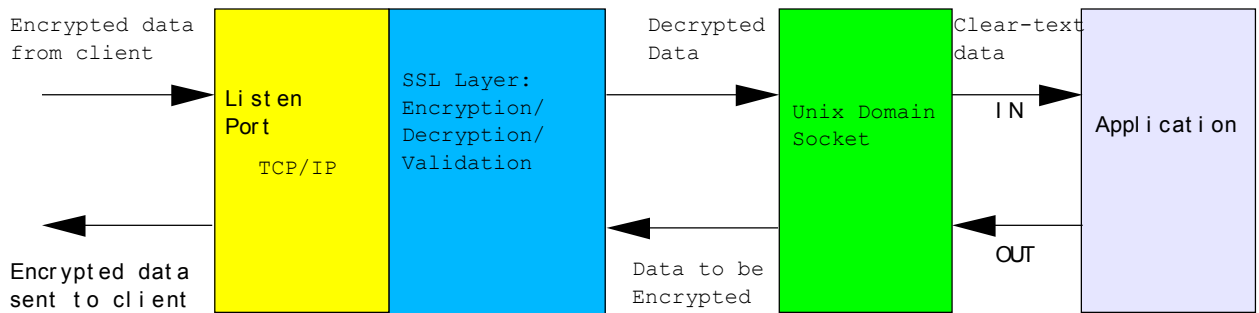 Encrypted data
from client
Listen
Port
TCP/IP
SSL Layer:
Encryption/
Decryption/
Validation
Decrypted
Data
Unix Domain
Socket
Clear-text
data
IN
Application
OUT
Encrypted data
sent to client
Data to be
Encrypted